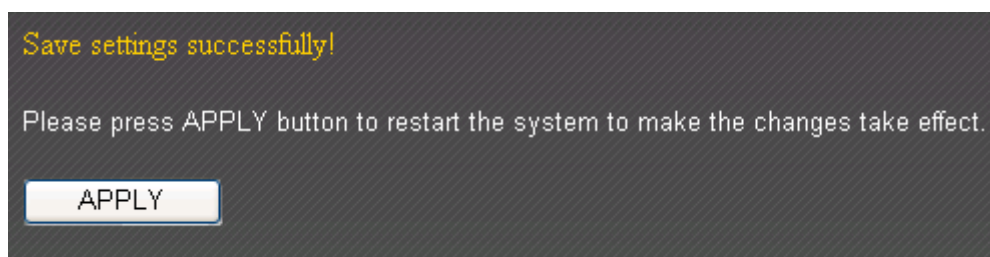 Save settings successfully!
Please press APPLY button to restart the system to make the changes take effect.
APPLY